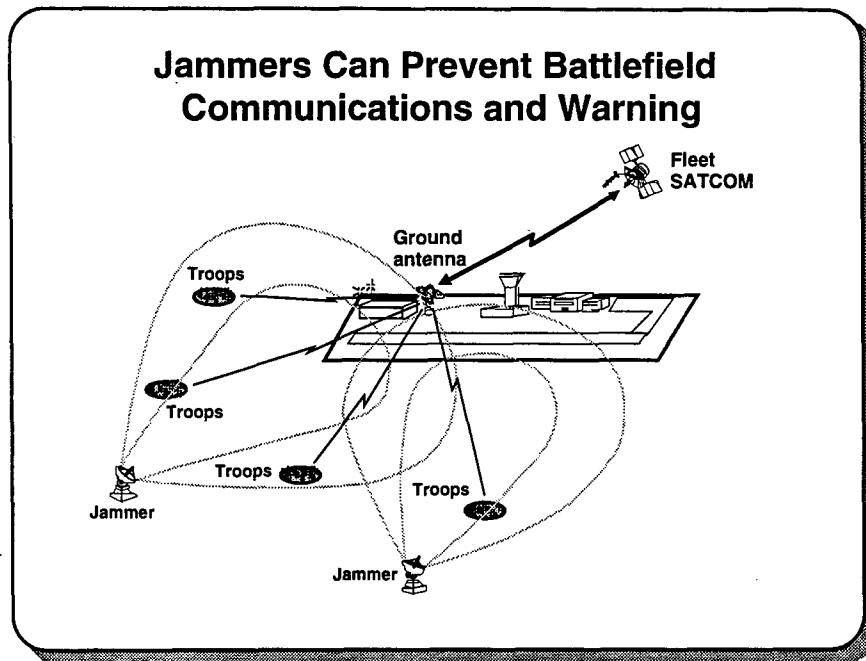 Jammers Can Prevent Battlefield
Communications and Warning
Fleet
SATCOM
Ground
antenna
Troops
Troops
Troops
Troops
Jammer
Jammer